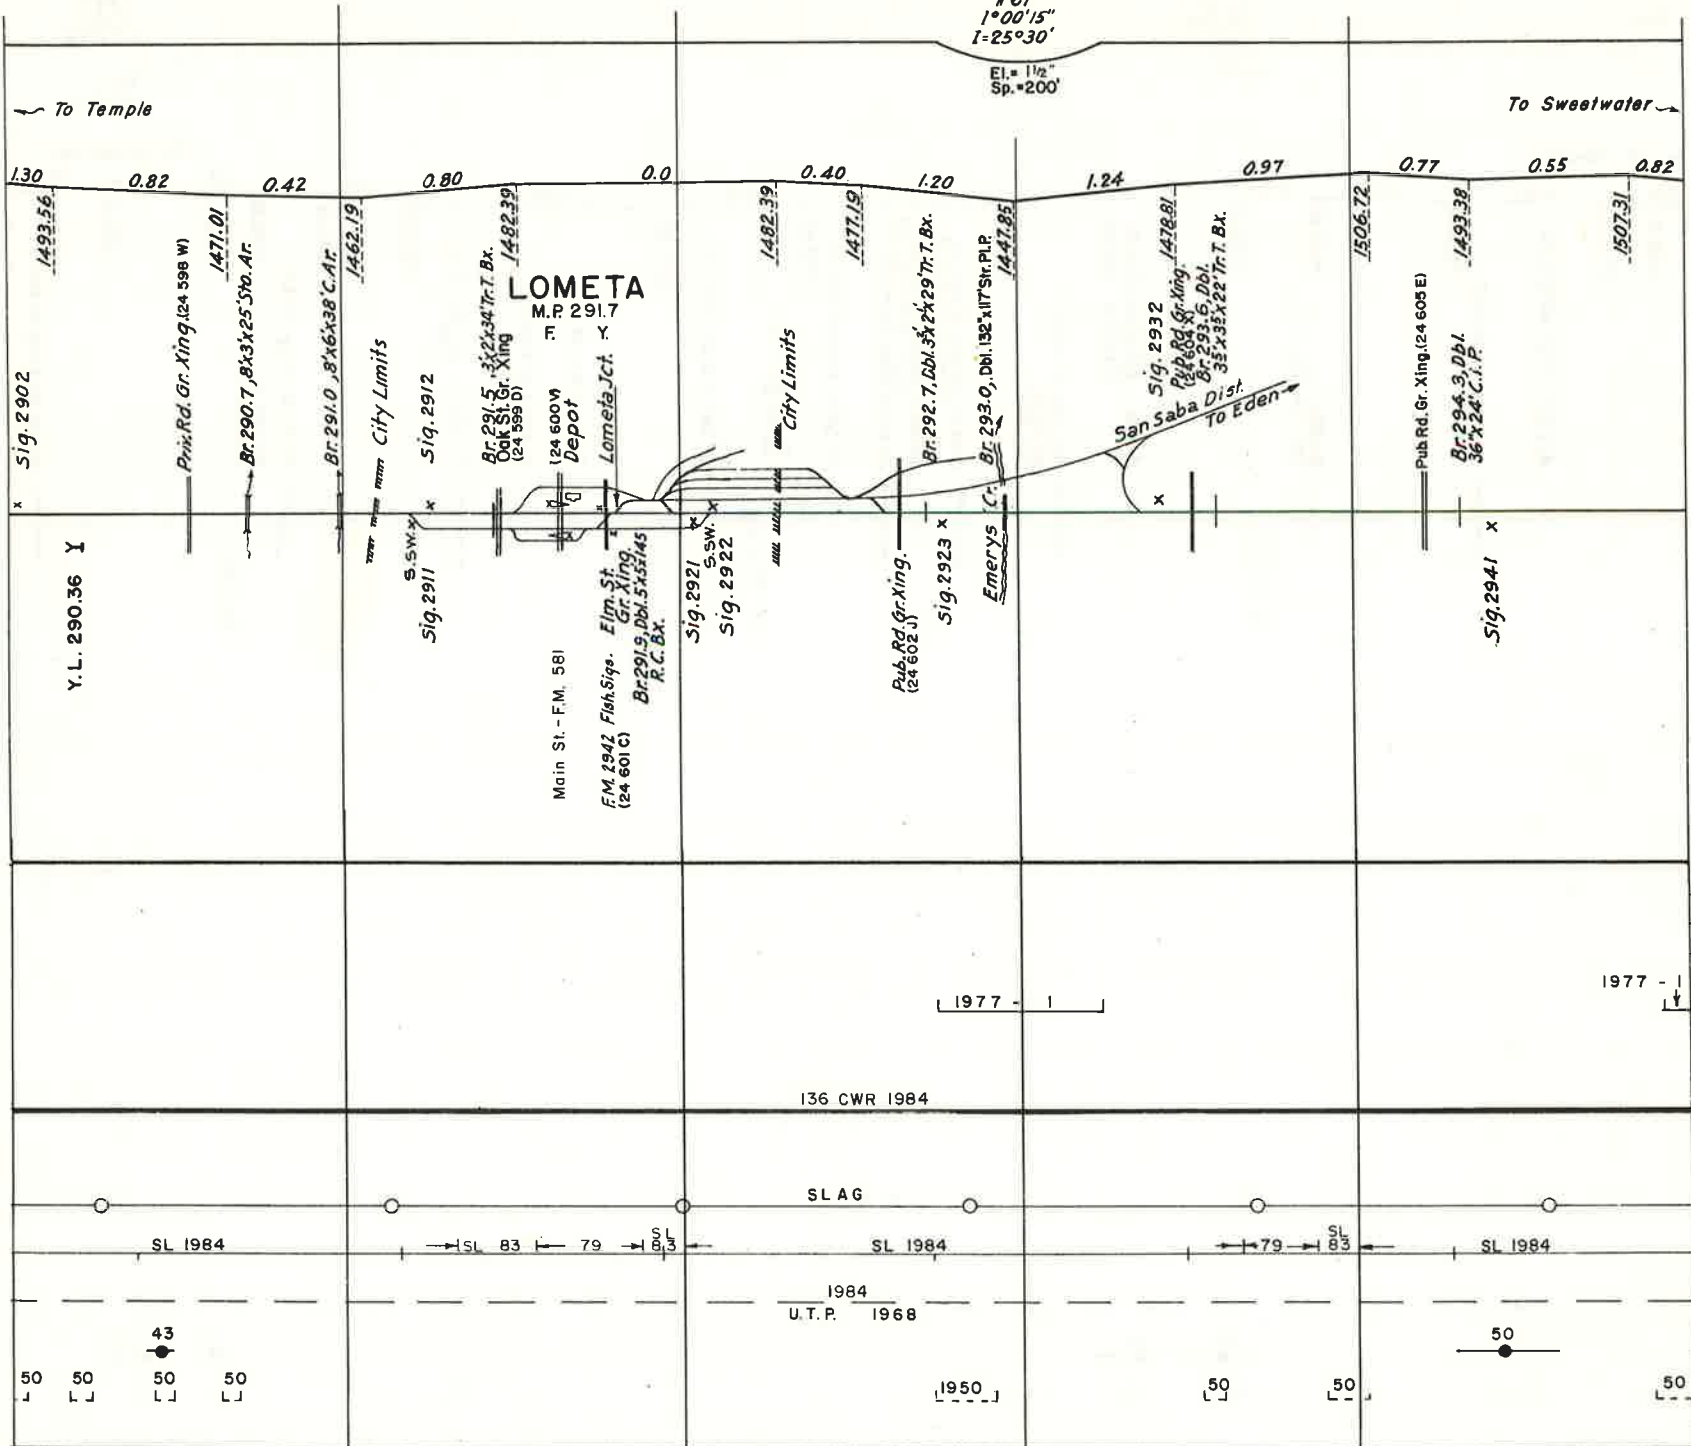 1°00'15"
I=25°30'
El.= 1 1/2"
Sp.=200'
To Temple
To Sweetwater
1.30 0.82 0.42 0.80 0.0 0.40 1.20 1.24 0.97 0.77 0.55 0.82
1493.56
1471.01
1462.19
1482.39
1482.39
1477.19
1447.85
1478.81
1506.72
1493.38
1507.31
LOMETA
M.P. 291.7
F. Y.
Sig. 2902
Priv. Rd. Gr. Xing. (24 598 W)
Br. 290.7, 8'x3'x25' Sto. Ar.
Br. 291.0, 8'x6'x38' C. Ar.
City Limits
Sig. 2912
Br. 291.5, 3'x2'x34' Tr. T. Bx.
Oak St. Gr. Xing
(24 599 D)
(24 600V)
Depot
Lometa Jct.
City Limits
Br. 292.7, Dbl. 3'x2'x29' Tr. T. Bx.
Br. 293.0, Dbl. 132"x117' Str. Pl. P.
Sig. 2932
Pub. Rd. Gr. Xing.
(24 604 X)
Br. 293.6, Dbl.
Tr. T. Bx.
San Saba Dist.
To Eden
Pub Rd. Gr. Xing. (24 605 E)
Br. 294.3, Dbl.
36"x24' C.I.P.
Y.L. 290.36 Y
S.SW.
Sig. 2911
Main St. - F.M. 581
F.M. 2942 Flsh. Sigs.
(24 601 C)
Elm. St.
Gr. Xing.
Br. 291.9, Dbl. 5'x5'x145
R.C. Bx.
Sig. 2921
S.SW.
Sig. 2922
Pub. Rd. Gr. Xing.
(24 602 J)
Sig. 2923
Emerys Cr.
Sig. 2941
1977 - 1
1977 - 1
136 CWR 1984
SLAG
SL 1984 SL 83 79 SL 83 SL 1984 79 SL 83 SL 1984
1984
U.T.P. 1968
43 50
50 50 50 50 1950 50 50 50